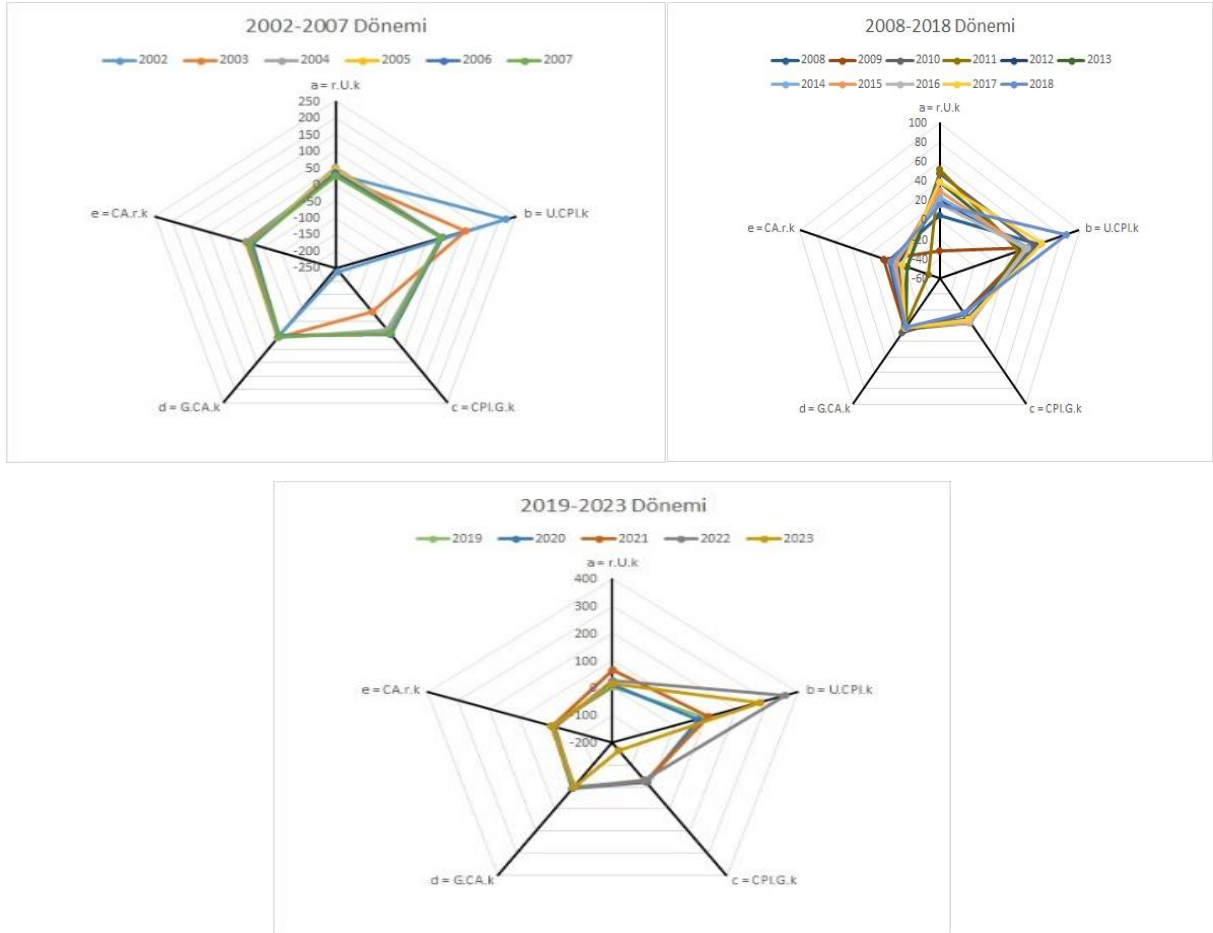 2002-2007 Dönemi
2002 2003 2004 2005 2006 2007
a= r.U.k
250
200
150
100
50
0
-50
-100
-150
-200
-250
b = U.CPI.k
c = CPI.G.k
d = G.CA.k
e = CA.r.k
2008-2018 Dönemi
2008 2009 2010 2011 2012 2013
2014 2015 2016 2017 2018
a= r.U.k
100
80
60
40
20
0
-20
-40
-60
b = U.CPI.k
c = CPI.G.k
d = G.CA.k
e = CA.r.k
2019-2023 Dönemi
2019 2020 2021 2022 2023
a= r.U.k
400
300
200
100
0
100
-200
b = U.CPI.k
c = CPI.G.k
d = G.CA.k
e = CA.r.k